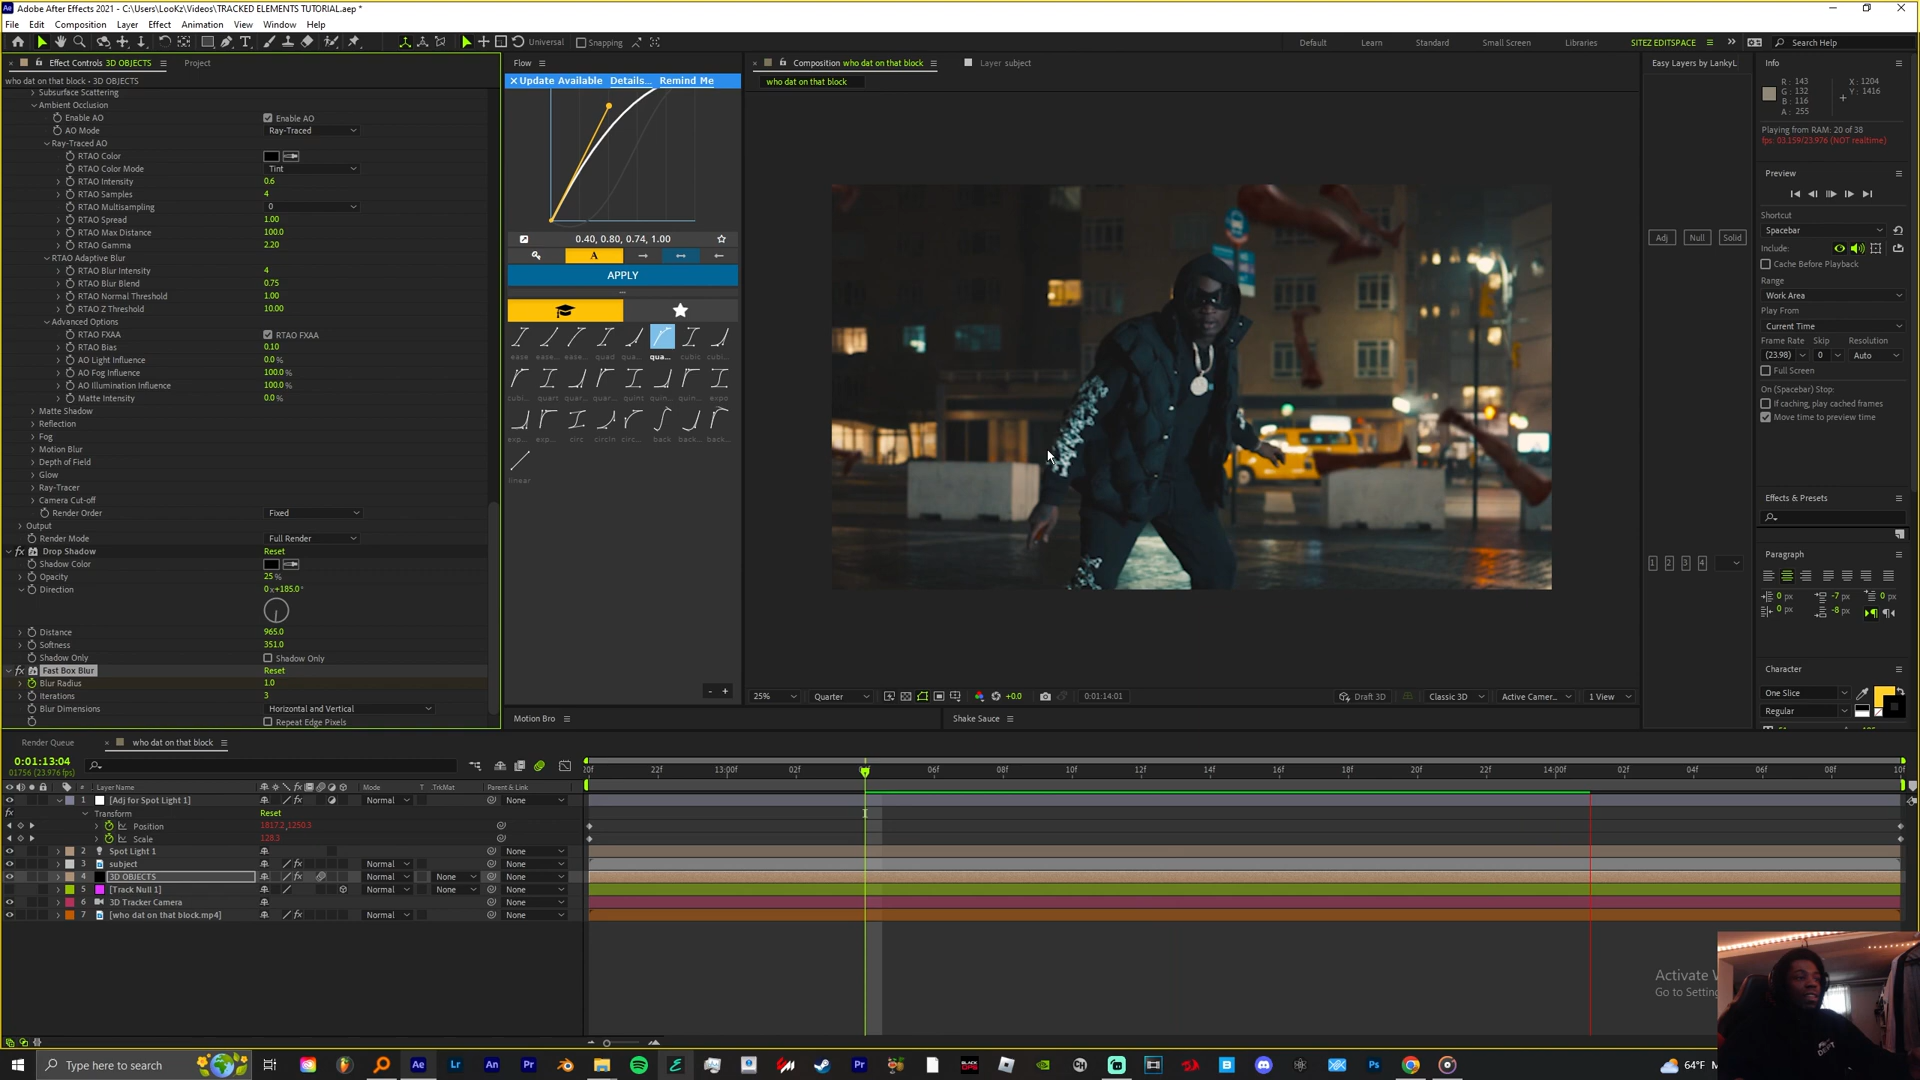 Adobe After Effects 2021 - C:\Users\LooKz\Videos\TRACKED ELEMENTS TUTORIAL.aep *
File Edit Composition Layer Effect Animation View Window Help
Universal Snapping
Default Learn Standard Small Screen Libraries SITEZ EDITSPACE Search Help
Effect Controls 3D OBJECTS Project
who dat on that block • 3D OBJECTS
Subsurface Scattering
Ambient Occlusion
Enable AO Enable AO
AO Mode Ray-Traced
Ray-Traced AO
RTAO Color
RTAO Color Mode Tint
RTAO Intensity 0.6
RTAO Samples 4
RTAO Multisampling 0
RTAO Spread 1.00
RTAO Max Distance 100.0
RTAO Gamma 2.20
RTAO Adaptive Blur
RTAO Blur Intensity 4
RTAO Blur Blend 0.75
RTAO Normal Threshold 1.00
RTAO Z Threshold 10.00
Advanced Options
RTAO FXAA RTAO FXAA
RTAO Bias 0.10
AO Light Influence 0.0 %
AO Fog Influence 100.0 %
AO Illumination Influence 100.0 %
Matte Intensity 0.0 %
Matte Shadow
Reflection
Fog
Motion Blur
Depth of Field
Glow
Ray-Tracer
Camera Cut-off
Render Order Fixed
Output
Render Mode Full Render
fx Drop Shadow Reset
Shadow Color
Opacity 25 %
Direction 0 x+185.0°
Distance 965.0
Softness 351.0
Shadow Only Shadow Only
fx Fast Box Blur Reset
Blur Radius 1.0
Iterations 3
Blur Dimensions Horizontal and Vertical
Repeat Edge Pixels
Flow
Update Available Details... Remind Me
0.40, 0.80, 0.74, 1.00
A
APPLY
ease ease... ease... quad qua... qua... cubic cubi...
cubi... quart quar... quar... quint quin... quin... expo
exp... exp... circ circIn circ... back back... back...
linear
- +
Motion Bro Shake Sauce
Composition who dat on that block Layer subject
who dat on that block
25% Quarter +0.0 0:01:14:01 Draft 3D Classic 3D Active Camer... 1 View
Easy Layers by LankyL
Adj Null Solid
1 2 3 4
Info
R : 143
G : 132
B : 116
A : 255
X : 1204
Y : 1416
Playing from RAM: 20 of 38
fps: 03.159/23.976 (NOT realtime)
Preview
Shortcut
Spacebar
Include:
Cache Before Playback
Range
Work Area
Play From
Current Time
Frame Rate Skip Resolution
(23.98) 0 Auto
Full Screen
On (Spacebar) Stop:
If caching, play cached frames
Move time to preview time
Effects & Presets
Paragraph
0 px -7 px 0 px
0 px -8 px
Character
One Slice
Regular
Render Queue who dat on that block
0:01:13:04
01756 (23.976 fps)
# Layer Name Mode T .TrkMat Parent & Link
1 [Adj for Spot Light 1] Normal None
Transform Reset
Position 1817.2,1250.3
Scale 128.3
2 Spot Light 1 None
3 subject Normal None
4 3D OBJECTS Normal None None
5 [Track Null 1] Normal None None
6 3D Tracker Camera None
7 [who dat on that block.mp4] Normal None None
20f 22f 13:00f 02f 04f 06f 08f 10f 12f 14f 16f 18f 20f 22f 14:00f 02f 04f 06f 08f 10f
Activate W
Go to Setting
Type here to search
64°F